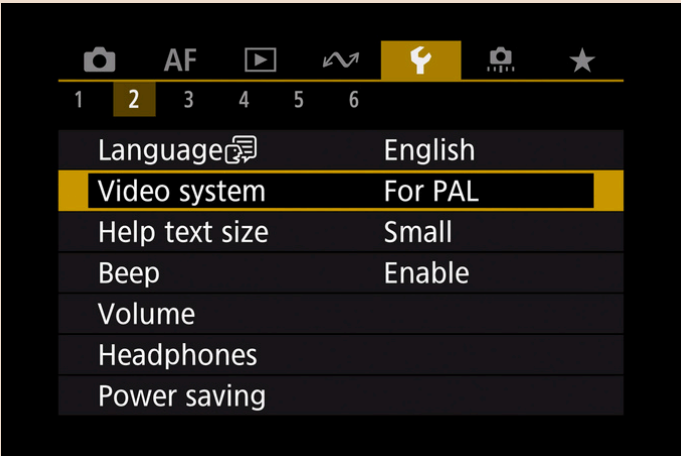 AF
1 2 3 4 5 6
Language
English
Video system
For PAL
Help text size
Small
Beep
Enable
Volume
Headphones
Power saving